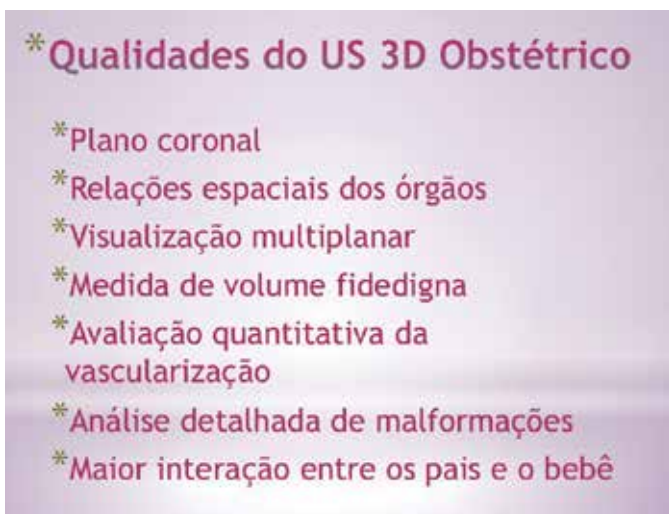 *Qualidades do US 3D Obstétrico
*Plano coronal
*Relações espaciais dos órgãos
*Visualização multiplanar
*Medida de volume fidedigna
*Avaliação quantitativa da
vascularização
*Análise detalhada de malformações
*Maior interação entre os pais e o bebê